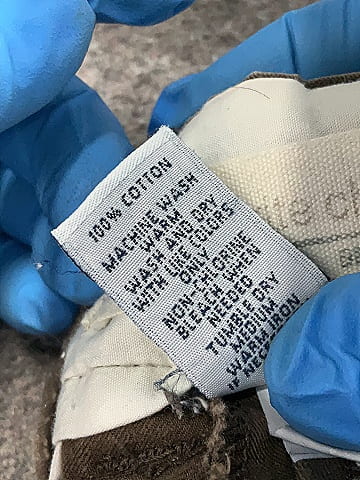 100% COTTON
MACHINE WASH
WARM
WASH AND DRY
WITH LIKE COLORS
ONLY
NON-CHLORINE
BLEACH WHEN
NEEDED
TUMBLE DRY
MEDIUM
WARM IRON
IF NEC